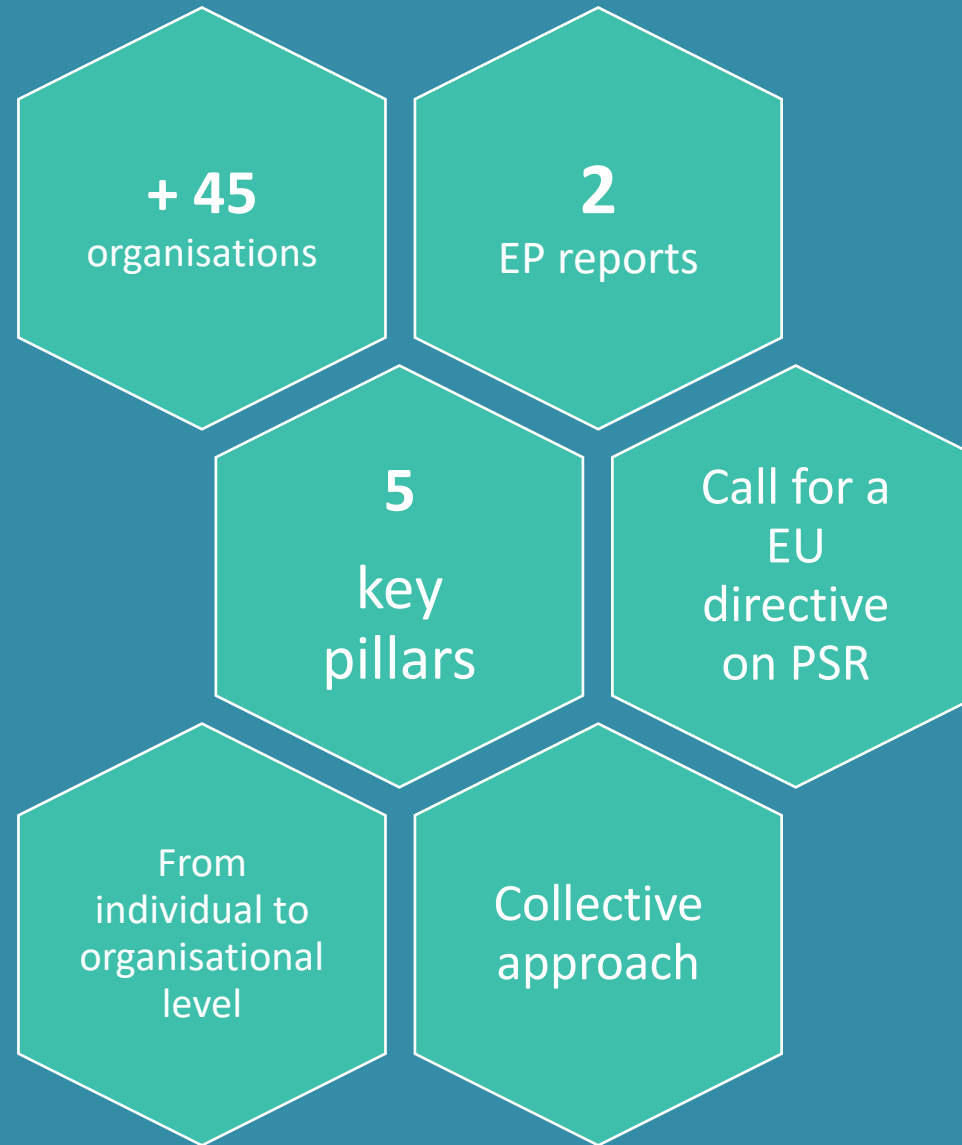 + 45
organisations
2
EP reports
5
key
pillars
Call for a
EU
directive
on PSR
From
individual to
organisational
level
Collective
approach